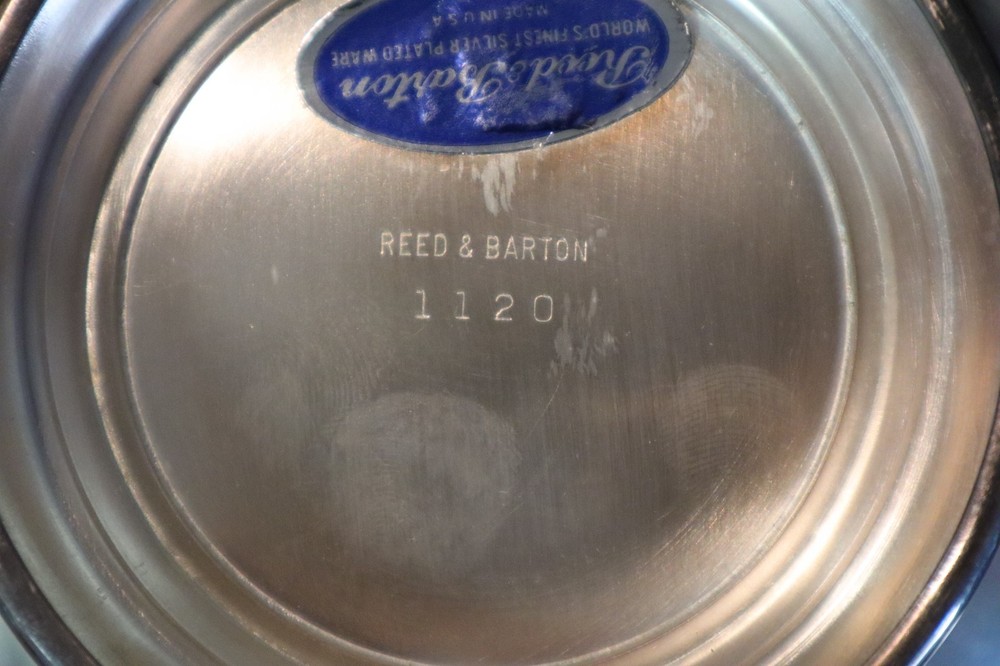 Reed & Barton
WORLD'S FINEST SILVER PLATED WARE
MADE IN U.S.A
REED & BARTON
1120